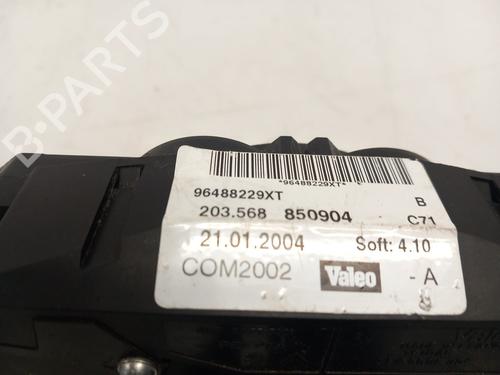 B-PARTS
*96488229XT*
96488229XT B
203.568 850904 C71
21.01.2004 Soft: 4.10
COM2002 Valeo - A